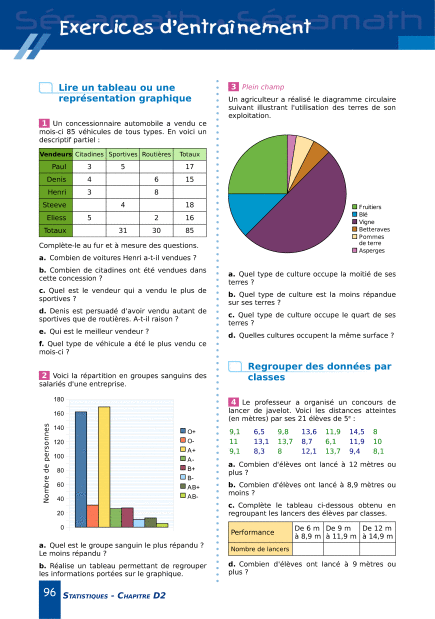 Sésamath - Sésamath
Exercices d'entraînement
Lire un tableau ou une
représentation graphique
1 Un concessionnaire automobile a vendu ce
mois-ci 85 véhicules de tous types. En voici un
descriptif partiel :
Vendeurs Citadines Sportives Routières Totaux
Paul 3 5 17
Denis 4 6 15
Henri 3 8
Steeve 4 18
Eliess 5 2 16
Totaux 31 30 85
Complète-le au fur et à mesure des questions.
a. Combien de voitures Henri a-t-il vendues ?
b. Combien de citadines ont été vendues dans
cette concession ?
c. Quel est le vendeur qui a vendu le plus de
sportives ?
d. Denis est persuadé d'avoir vendu autant de
sportives que de routières. A-t-il raison ?
e. Qui est le meilleur vendeur ?
f. Quel type de véhicule a été le plus vendu ce
mois-ci ?
2 Voici la répartition en groupes sanguins des
salariés d'une entreprise.
Nombre de personnes
180
160
140
120
100
80
60
40
20
0
O+
O-
A+
A-
B+
B-
AB+
AB-
a. Quel est le groupe sanguin le plus répandu ?
Le moins répandu ?
b. Réalise un tableau permettant de regrouper
les informations portées sur le graphique.
3 Plein champ
Un agriculteur a réalisé le diagramme circulaire
suivant illustrant l'utilisation des terres de son
exploitation.
Fruitiers
Blé
Vigne
Betteraves
Pommes
de terre
Asperges
a. Quel type de culture occupe la moitié de ses
terres ?
b. Quel type de culture est la moins répandue
sur ses terres ?
c. Quel type de culture occupe le quart de ses
terres ?
d. Quelles cultures occupent la même surface ?
Regrouper des données par
classes
4 Le professeur a organisé un concours de
lancer de javelot. Voici les distances atteintes
(en mètres) par ses 21 élèves de 5e :
9,1 6,5 9,8 13,6 11,9 14,5 8
11 13,1 13,7 8,7 6,1 11,9 10
9,1 8,3 8 12,1 13,7 9,4 8,1
a. Combien d'élèves ont lancé à 12 mètres ou
plus ?
b. Combien d'élèves ont lancé à 8,9 mètres ou
moins ?
c. Complète le tableau ci-dessous obtenu en
regroupant les lancers des élèves par classes.
Performance De 6 m à 8,9 m De 9 m à 11,9 m De 12 m à 14,9 m
Nombre de lancers
d. Combien d'élèves ont lancé à 9 mètres ou
plus ?
96 Statistiques - Chapitre D2